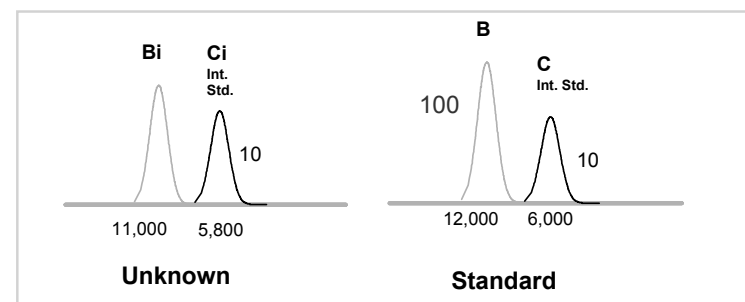 Bi
Ci
Int.
Std.
10
11,000
5,800
Unknown
B
C
Int. Std.
100
10
12,000
6,000
Standard